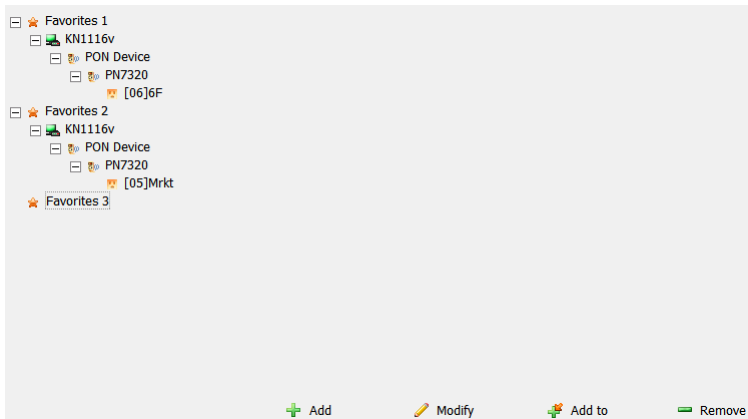 Favorites 1
KN1116v
PON Device
PN7320
[06]6F
Favorites 2
KN1116v
PON Device
PN7320
[05]Mrkt
Favorites 3
Add Modify Add to Remove